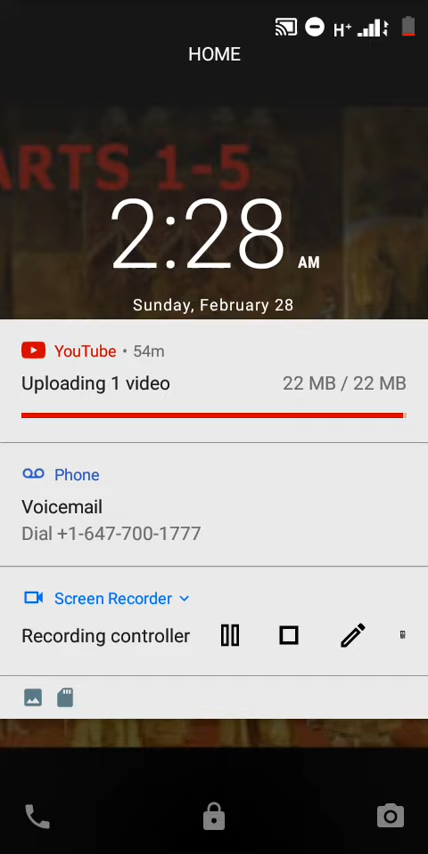 H+
HOME
ARTS 1-5
2:28 AM
Sunday, February 28
YouTube • 54m
Uploading 1 video 22 MB / 22 MB
Phone
Voicemail
Dial +1-647-700-1777
Screen Recorder
Recording controller